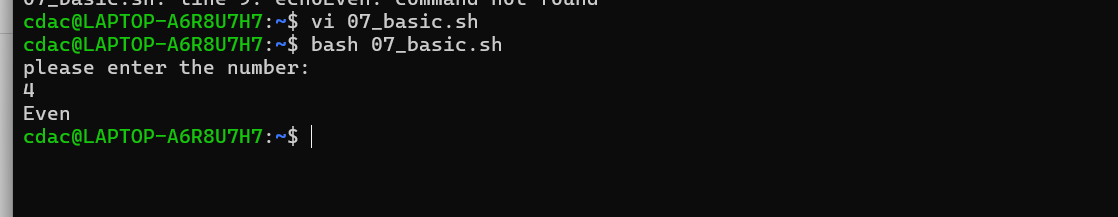 07_basic.sh: line 9: echoEven: command not found
cdac@LAPTOP-A6R8U7H7:~$ vi 07_basic.sh
cdac@LAPTOP-A6R8U7H7:~$ bash 07_basic.sh
please enter the number:
4
Even
cdac@LAPTOP-A6R8U7H7:~$